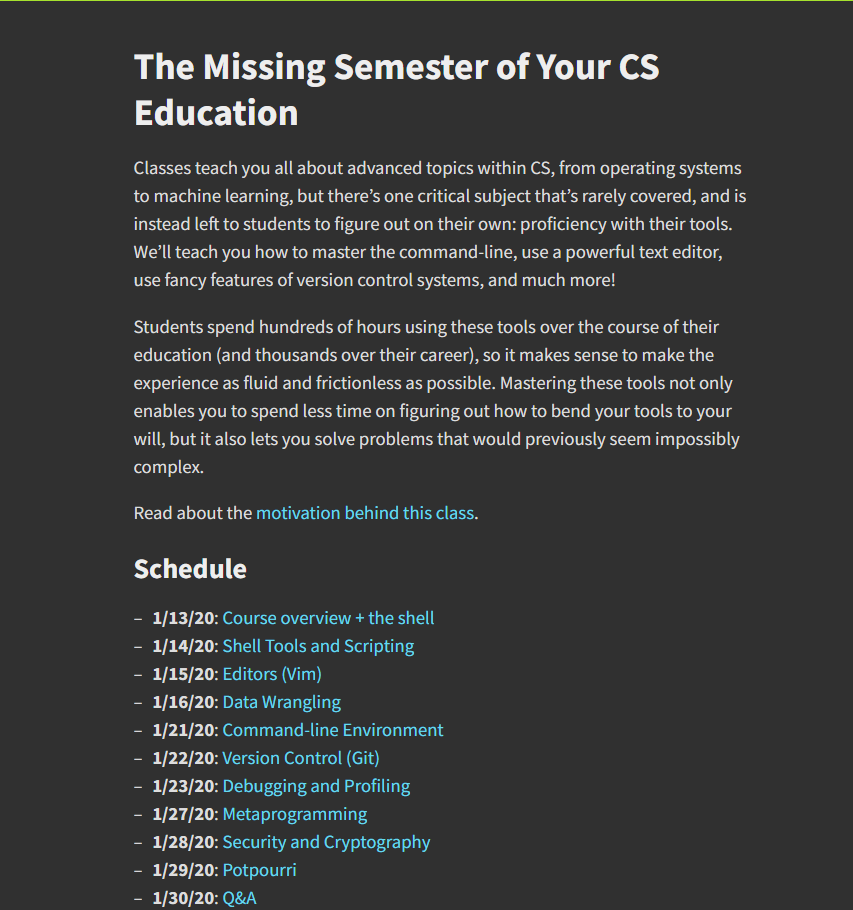 The Missing Semester of Your CS
Education
Classes teach you all about advanced topics within CS, from operating systems
to machine learning, but there’s one critical subject that’s rarely covered, and is
instead left to students to figure out on their own: proficiency with their tools.
We’ll teach you how to master the command-line, use a powerful text editor,
use fancy features of version control systems, and much more!
Students spend hundreds of hours using these tools over the course of their
education (and thousands over their career), so it makes sense to make the
experience as fluid and frictionless as possible. Mastering these tools not only
enables you to spend less time on figuring out how to bend your tools to your
will, but it also lets you solve problems that would previously seem impossibly
complex.
Read about the motivation behind this class.
Schedule
– 1/13/20: Course overview + the shell
– 1/14/20: Shell Tools and Scripting
– 1/15/20: Editors (Vim)
– 1/16/20: Data Wrangling
– 1/21/20: Command-line Environment
– 1/22/20: Version Control (Git)
– 1/23/20: Debugging and Profiling
– 1/27/20: Metaprogramming
– 1/28/20: Security and Cryptography
– 1/29/20: Potpourri
– 1/30/20: Q&A